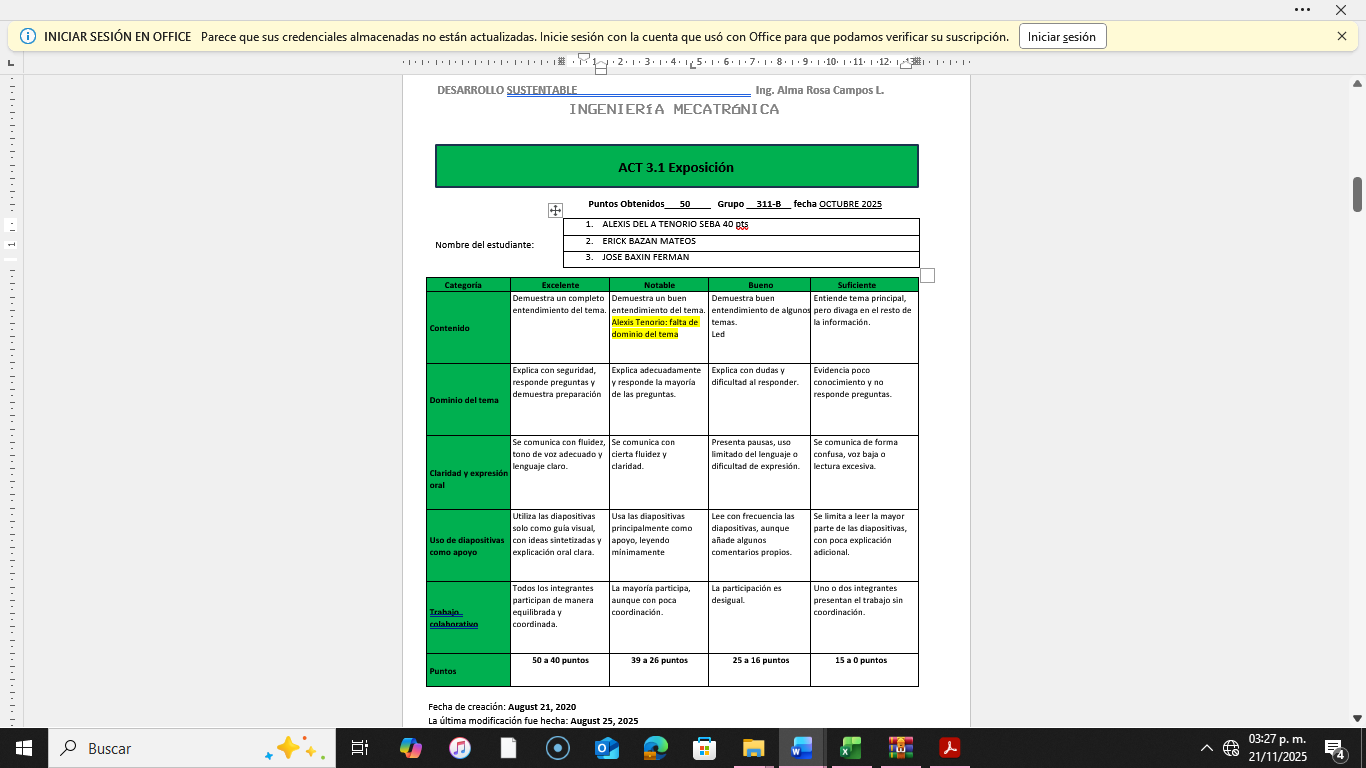 INICIAR SESIÓN EN OFFICE Parece que sus credenciales almacenadas no están actualizadas. Inicie sesión con la cuenta que usó con Office para que podamos verificar su suscripción. Iniciar sesión
1 2 3 4 5 6 7 8 9 10 11 12 13
DESARROLLO SUSTENTABLE Ing. Alma Rosa Campos L.
INGENIERÍA MECATRÓNICA
ACT 3.1 Exposición
Puntos Obtenidos 50 Grupo 311-B fecha OCTUBRE 2025
Nombre del estudiante:
1. ALEXIS DEL A TENORIO SEBA 40 pts
2. ERICK BAZAN MATEOS
3. JOSE BAXIN FERMAN
Categoría Excelente Notable Bueno Suficiente
Contenido
Demuestra un completo
entendimiento del tema.
Demuestra un buen
entendimiento del tema.
Alexis Tenorio: falta de
dominio del tema
Demuestra buen
entendimiento de algunos
temas.
Led
Entiende tema principal,
pero divaga en el resto de
la información.
Dominio del tema
Explica con seguridad,
responde preguntas y
demuestra preparación
Explica adecuadamente
y responde la mayoría
de las preguntas.
Explica con dudas y
dificultad al responder.
Evidencia poco
conocimiento y no
responde preguntas.
Claridad y expresión
oral
Se comunica con fluidez,
tono de voz adecuado y
lenguaje claro.
Se comunica con
cierta fluidez y
claridad.
Presenta pausas, uso
limitado del lenguaje o
dificultad de expresión.
Se comunica de forma
confusa, voz baja o
lectura excesiva.
Uso de diapositivas
como apoyo
Utiliza las diapositivas
solo como guía visual,
con ideas sintetizadas y
explicación oral clara.
Usa las diapositivas
principalmente como
apoyo, leyendo
mínimamente
Lee con frecuencia las
diapositivas, aunque
añade algunos
comentarios propios.
Se limita a leer la mayor
parte de las diapositivas,
con poca explicación
adicional.
Trabajo
colaborativo
Todos los integrantes
participan de manera
equilibrada y
coordinada.
La mayoría participa,
aunque con poca
coordinación.
La participación es
desigual.
Uno o dos integrantes
presentan el trabajo sin
coordinación.
Puntos 50 a 40 puntos 39 a 26 puntos 25 a 16 puntos 15 a 0 puntos
Fecha de creación: August 21, 2020
La última modificación fue hecha: August 25, 2025
Buscar
03:27 p. m.
21/11/2025
4